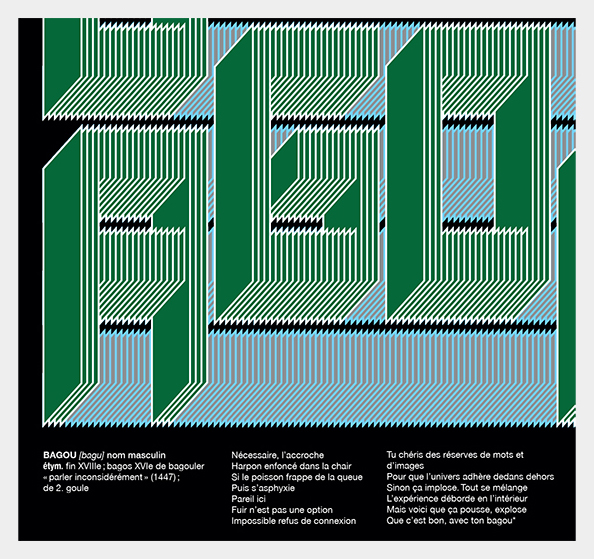 AGO
BAGOU [bagu] nom masculin
étym. fin XVIIIe ; bagos XVIe de bagouler
« parler inconsidérément » (1447) ;
de 2. goule
Nécessaire, l'accroche
Harpon enfoncé dans la chair
Si le poisson frappe de la queue
Puis s'asphyxie
Pareil ici
Fuir n'est pas une option
Impossible refus de connexion
Tu chéris des réserves de mots et
d'images
Pour que l'univers adhère dedans dehors
Sinon ça implose. Tout se mélange
L'expérience déborde en l'intérieur
Mais voici que ça pousse, explose
Que c'est bon, avec ton bagou*